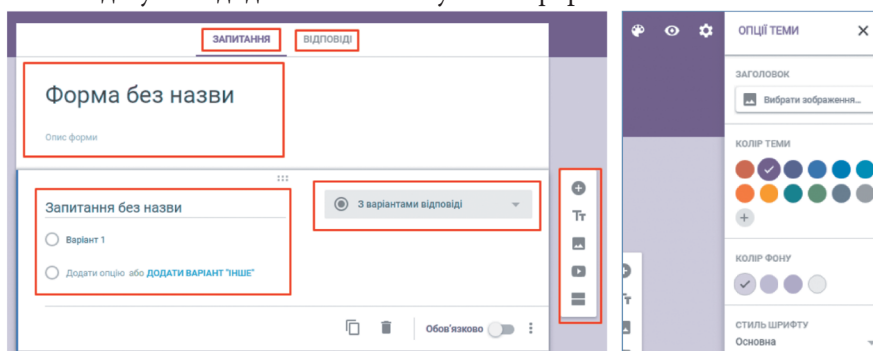 ЗАПИТАННЯ ВІДПОВІДІ
Форма без назви
Опис форми
Запитання без назви
З варіантами відповіді
Варіант 1
Додати опцію або ДОДАТИ ВАРІАНТ "ІНШЕ"
Обов'язково
Tт
ОПЦІЇ ТЕМИ
ЗАГОЛОВОК
Вибрати зображення...
КОЛІР ТЕМИ
КОЛІР ФОНУ
СТИЛЬ ШРИФТУ
Основна